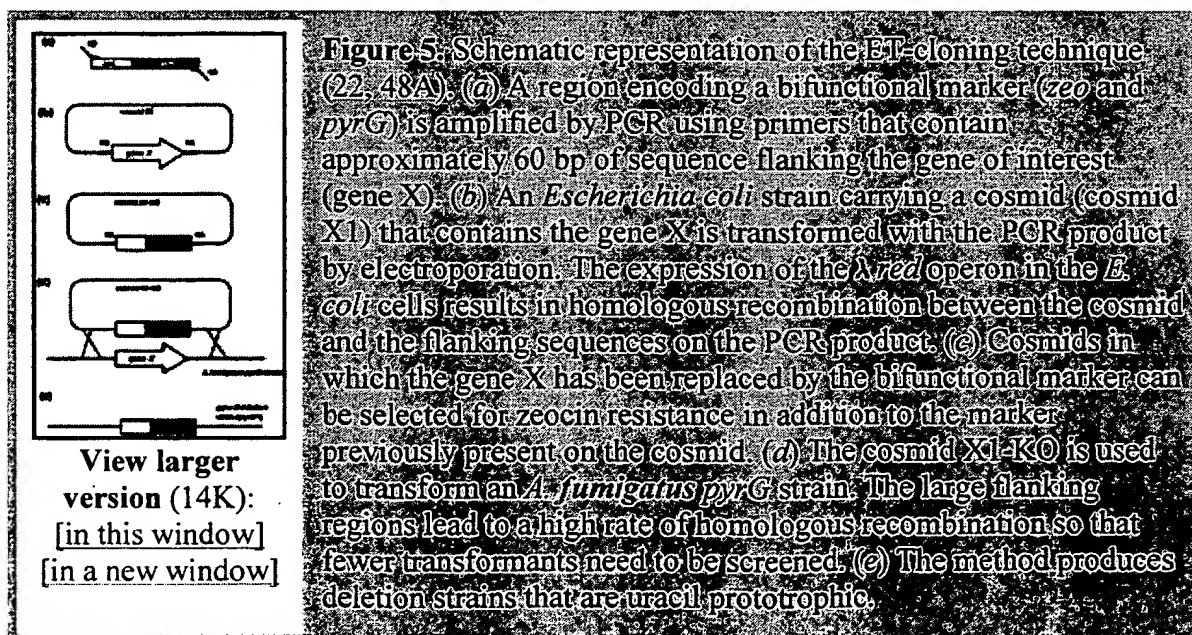 Figure 5: Schematic representation of the ET-cloning technique
(22, 48A). (a) A region encoding a bifunctional marker (zeo and
pyrG) is amplified by PCR using primers that contain
approximately 60 bp of sequence flanking the gene of interest
(gene X). (b) An Escherichia coli strain carrying a cosmid (cosmid
X1) that contains the gene X is transformed with the PCR product
by electroporation. The expression of the λ red operon in the E.
coli cells results in homologous recombination between the cosmid
and the flanking sequences on the PCR product. (c) Cosmids in
which the gene X has been replaced by the bifunctional marker can
be selected for zeocin resistance in addition to the marker
previously present on the cosmid. (d) The cosmid X1-KO is used
to transform an A. fumigatus pyrG strain. The large flanking
regions lead to a high rate of homologous recombination so that
fewer transformants need to be screened. (e) The method produces
deletion strains that are uracil prototrophic.
View larger
version (14K):
[in this window]
[in a new window]